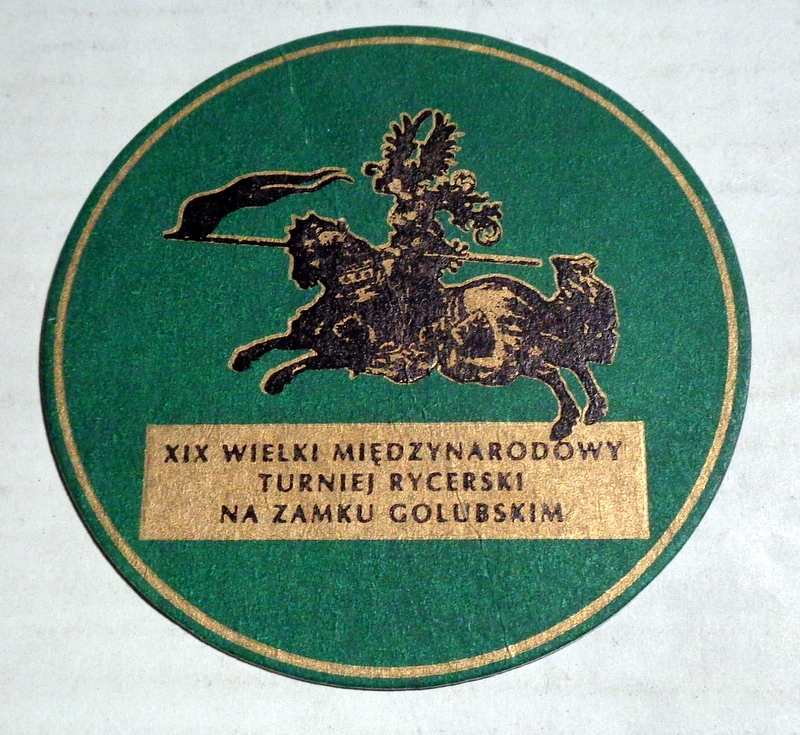 XIX WIELKI MIĘDZYNARODOWY
TURNIEJ RYCERSKI
NA ZAMKU GOLUBSKIM